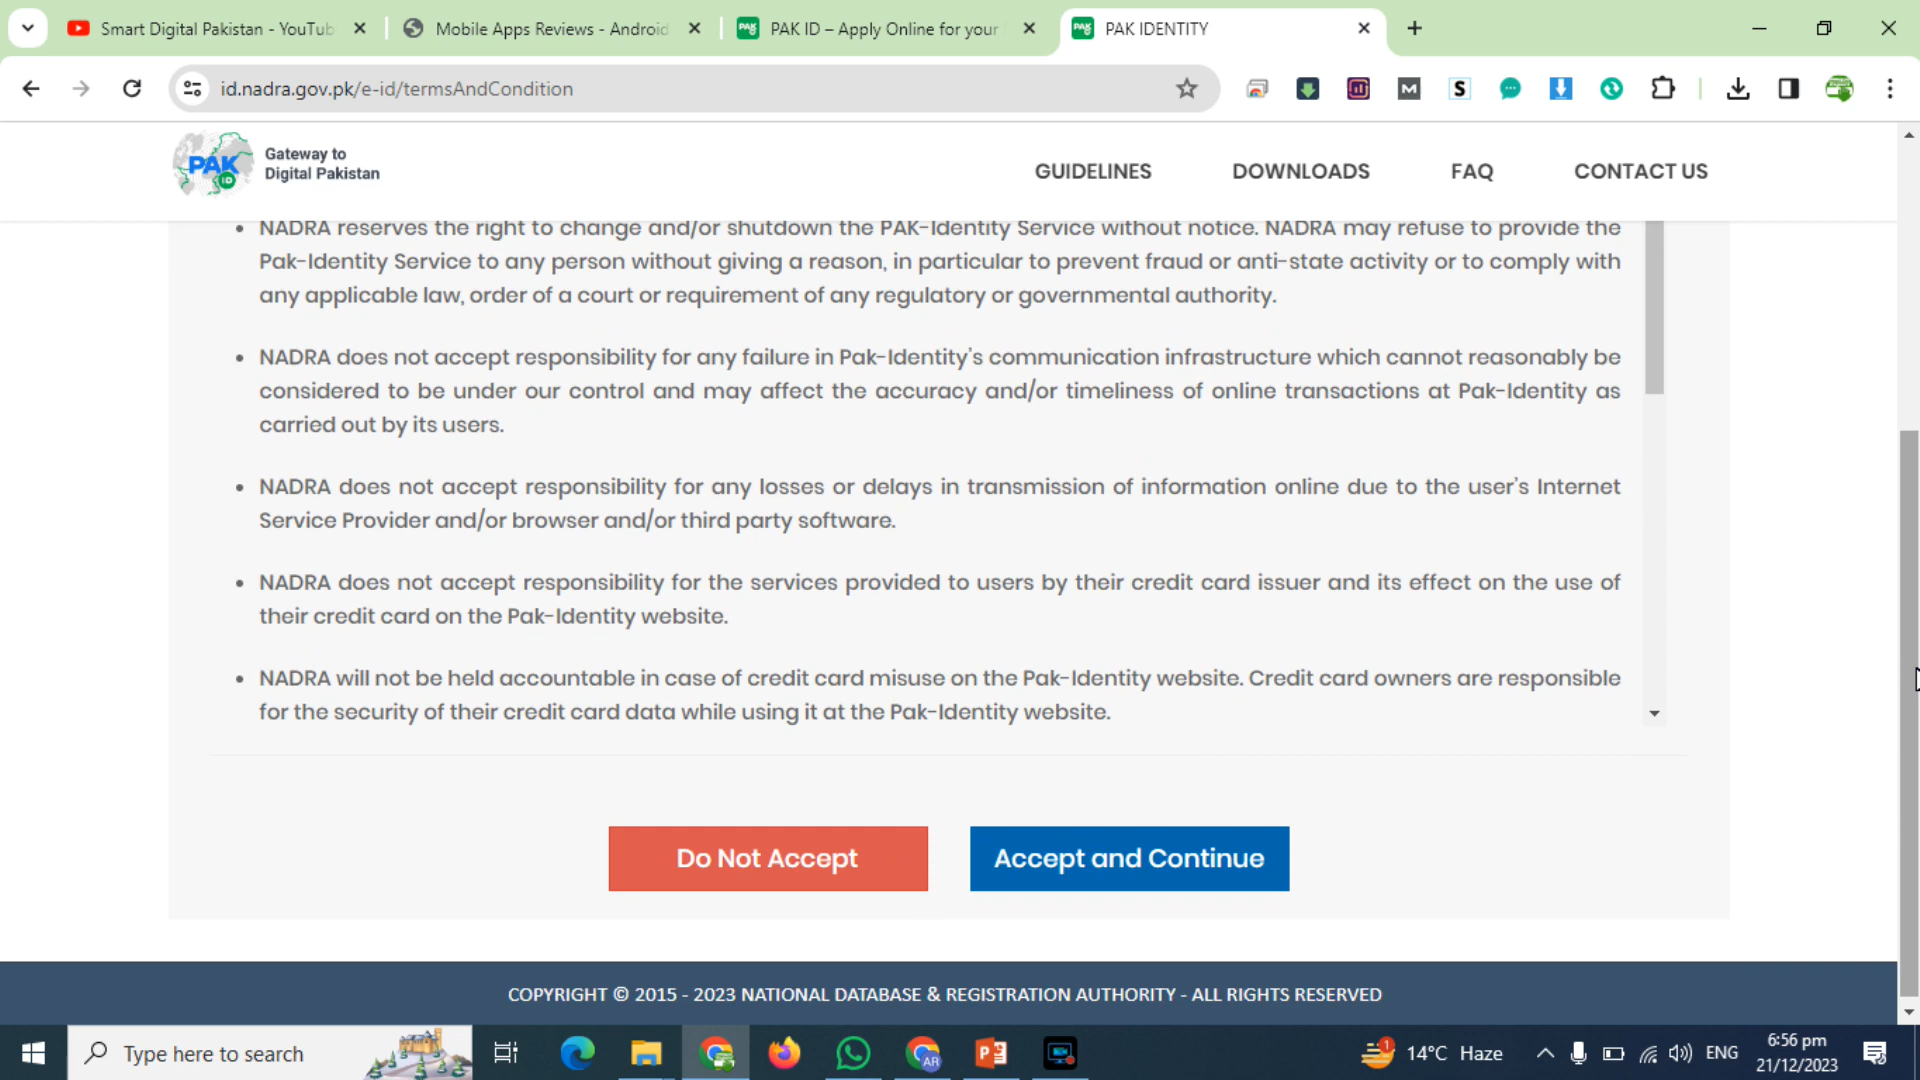 Smart Digital Pakistan - YouTub
Mobile Apps Reviews - Android
PAK ID – Apply Online for your
PAK IDENTITY
id.nadra.gov.pk/e-id/termsAndCondition
PAK
ID
Gateway to
Digital Pakistan
GUIDELINES
DOWNLOADS
FAQ
CONTACT US
• NADRA reserves the right to change and/or shutdown the PAK-Identity Service without notice. NADRA may refuse to provide the
Pak-Identity Service to any person without giving a reason, in particular to prevent fraud or anti-state activity or to comply with
any applicable law, order of a court or requirement of any regulatory or governmental authority.
• NADRA does not accept responsibility for any failure in Pak-Identity's communication infrastructure which cannot reasonably be
considered to be under our control and may affect the accuracy and/or timeliness of online transactions at Pak-Identity as
carried out by its users.
• NADRA does not accept responsibility for any losses or delays in transmission of information online due to the user's Internet
Service Provider and/or browser and/or third party software.
• NADRA does not accept responsibility for the services provided to users by their credit card issuer and its effect on the use of
their credit card on the Pak-Identity website.
• NADRA will not be held accountable in case of credit card misuse on the Pak-Identity website. Credit card owners are responsible
for the security of their credit card data while using it at the Pak-Identity website.
Do Not Accept
Accept and Continue
COPYRIGHT © 2015 - 2023 NATIONAL DATABASE & REGISTRATION AUTHORITY - ALL RIGHTS RESERVED
Type here to search
14°C Haze
ENG
6:56 pm
21/12/2023